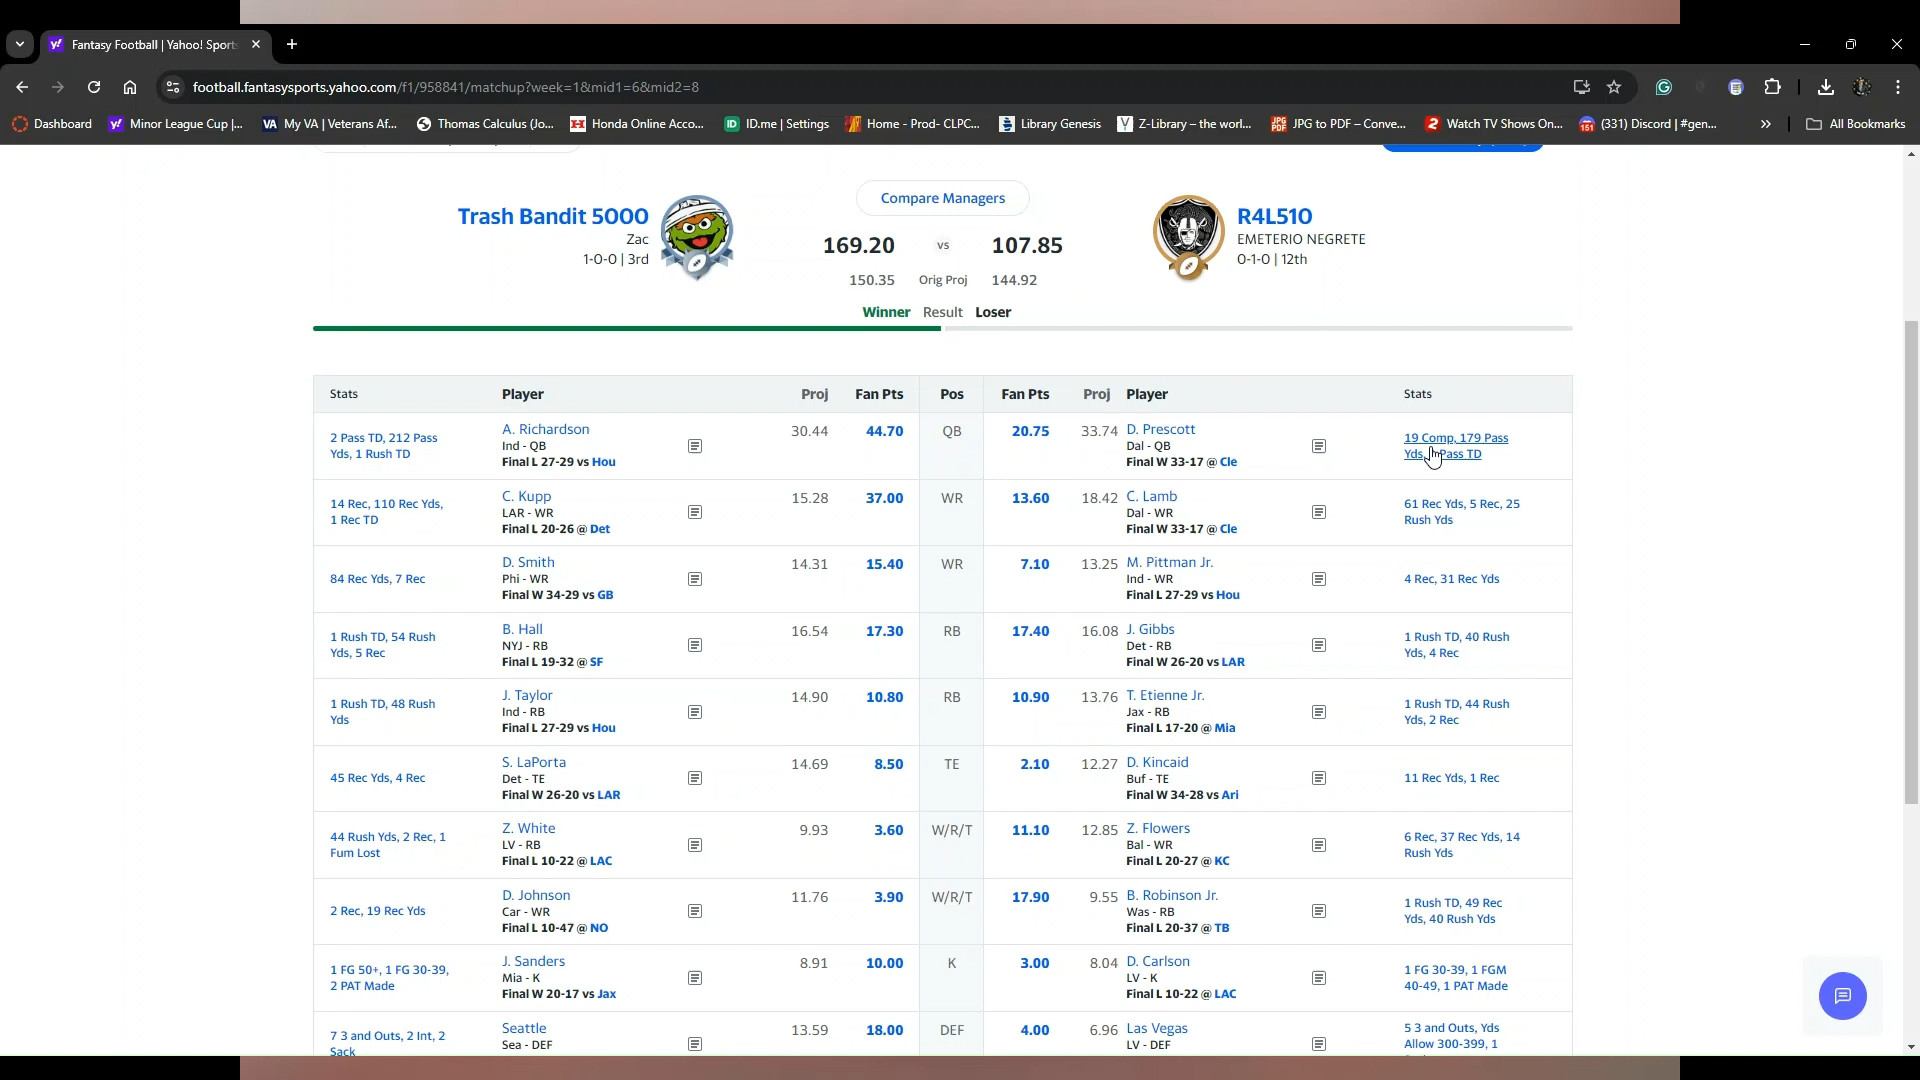 Fantasy Football | Yahoo! Sports
football.fantasysports.yahoo.com/f1/958841/matchup?week=1&mid1=6&mid2=8
Dashboard
Minor League Cup |...
My VA | Veterans Af...
Thomas Calculus (Jo...
Honda Online Acco...
ID.me | Settings
Home - Prod- CLPC...
Library Genesis
Z-Library – the worl...
JPG to PDF – Conve...
Watch TV Shows On...
(331) Discord | #gen...
All Bookmarks
Compare Managers
Trash Bandit 5000
Zac
1-0-0 | 3rd
169.20 vs 107.85
150.35 Orig Proj 144.92
R4L510
EMETERIO NEGRETE
0-1-0 | 12th
Winner Result Loser
Stats Player Proj Fan Pts Pos Fan Pts Proj Player Stats
2 Pass TD, 212 Pass
Yds, 1 Rush TD
A. Richardson
Ind - QB
Final L 27-29 vs Hou
30.44 44.70 QB 20.75 33.74
D. Prescott
Dal - QB
Final W 33-17 @ Cle
19 Comp, 179 Pass
Yds, Pass TD
14 Rec, 110 Rec Yds,
1 Rec TD
C. Kupp
LAR - WR
Final L 20-26 @ Det
15.28 37.00 WR 13.60 18.42
C. Lamb
Dal - WR
Final W 33-17 @ Cle
61 Rec Yds, 5 Rec, 25
Rush Yds
84 Rec Yds, 7 Rec
D. Smith
Phi - WR
Final W 34-29 vs GB
14.31 15.40 WR 7.10 13.25
M. Pittman Jr.
Ind - WR
Final L 27-29 vs Hou
4 Rec, 31 Rec Yds
1 Rush TD, 54 Rush
Yds, 5 Rec
B. Hall
NYJ - RB
Final L 19-32 @ SF
16.54 17.30 RB 17.40 16.08
J. Gibbs
Det - RB
Final W 26-20 vs LAR
1 Rush TD, 40 Rush
Yds, 4 Rec
1 Rush TD, 48 Rush
Yds
J. Taylor
Ind - RB
Final L 27-29 vs Hou
14.90 10.80 RB 10.90 13.76
T. Etienne Jr.
Jax - RB
Final L 17-20 @ Mia
1 Rush TD, 44 Rush
Yds, 2 Rec
45 Rec Yds, 4 Rec
S. LaPorta
Det - TE
Final W 26-20 vs LAR
14.69 8.50 TE 2.10 12.27
D. Kincaid
Buf - TE
Final W 34-28 vs Ari
11 Rec Yds, 1 Rec
44 Rush Yds, 2 Rec, 1
Fum Lost
Z. White
LV - RB
Final L 10-22 @ LAC
9.93 3.60 W/R/T 11.10 12.85
Z. Flowers
Bal - WR
Final L 20-27 @ KC
6 Rec, 37 Rec Yds, 14
Rush Yds
2 Rec, 19 Rec Yds
D. Johnson
Car - WR
Final L 10-47 @ NO
11.76 3.90 W/R/T 17.90 9.55
B. Robinson Jr.
Was - RB
Final L 20-37 @ TB
1 Rush TD, 49 Rec
Yds, 40 Rush Yds
1 FG 50+, 1 FG 30-39,
2 PAT Made
J. Sanders
Mia - K
Final W 20-17 vs Jax
8.91 10.00 K 3.00 8.04
D. Carlson
LV - K
Final L 10-22 @ LAC
1 FG 30-39, 1 FGM
40-49, 1 PAT Made
7 3 and Outs, 2 Int, 2
Sack
Seattle
Sea - DEF
13.59 18.00 DEF 4.00 6.96
Las Vegas
LV - DEF
5 3 and Outs, Yds
Allow 300-399, 1